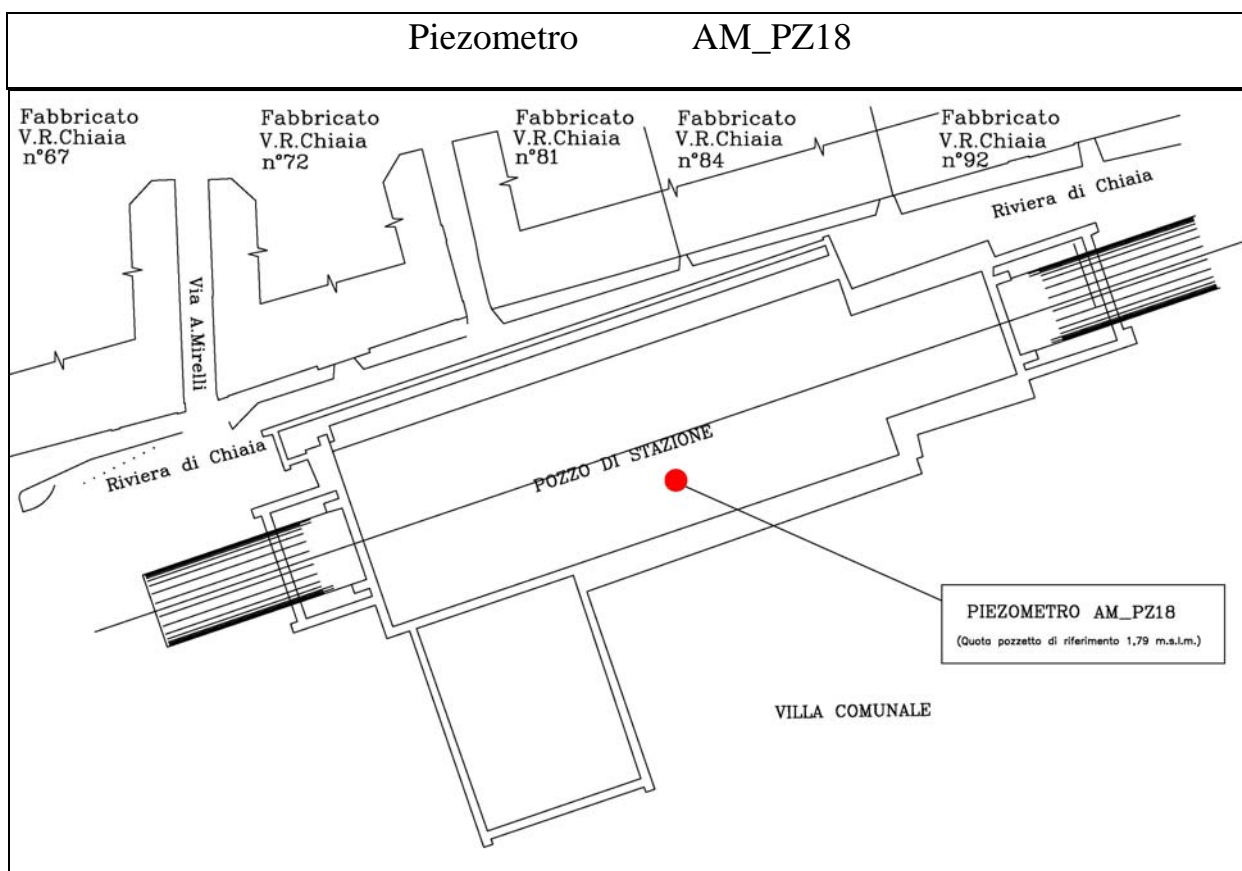 Piezometro AM_PZ18
Fabbricato
V.R.Chiaia
n°67
Fabbricato
V.R.Chiaia
n°72
Fabbricato
V.R.Chiaia
n°81
Fabbricato
V.R.Chiaia
n°84
Fabbricato
V.R.Chiaia
n°92
Riviera di Chiaia
Via A.Mirelli
Riviera di Chiaia
POZZO DI STAZIONE
PIEZOMETRO AM_PZ18
(Quota pozzetto di riferimento 1,79 m.s.l.m.)
VILLA COMUNALE